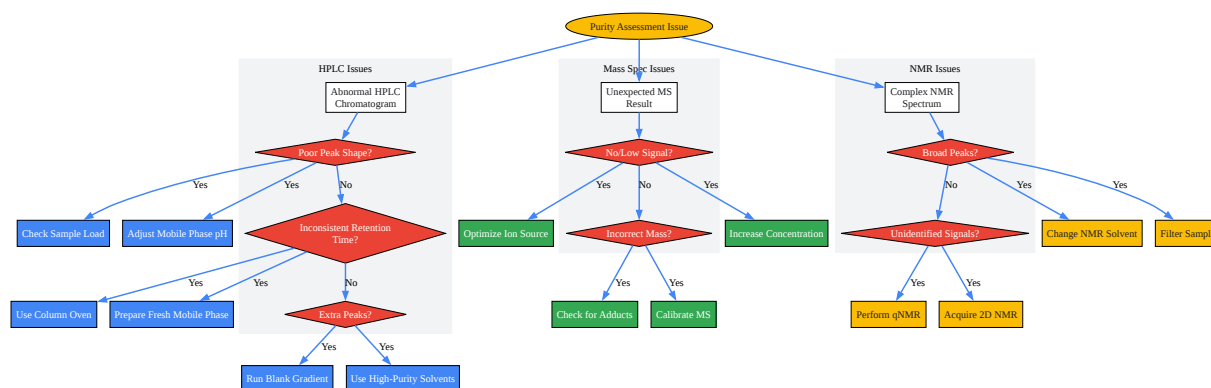 Purity Assessment Issue
HPLC Issues
Mass Spec Issues
NMR Issues
Abnormal HPLC
Chromatogram
Unexpected MS
Result
Complex NMR
Spectrum
Poor Peak Shape?
No/Low Signal?
Broad Peaks?
Yes
Yes
No
Yes
No
Yes
No
Yes
Yes
Check Sample Load
Adjust Mobile Phase pH
Inconsistent Retention
Time?
Optimize Ion Source
Incorrect Mass?
Increase Concentration
Unidentified Signals?
Change NMR Solvent
Filter Sampl
Yes
Yes
No
Yes
Yes
Yes
Yes
Use Column Oven
Prepare Fresh Mobile Phase
Extra Peaks?
Check for Adducts
Calibrate MS
Perform qNMR
Acquire 2D NMR
Yes
Yes
Run Blank Gradient
Use High-Purity Solvents